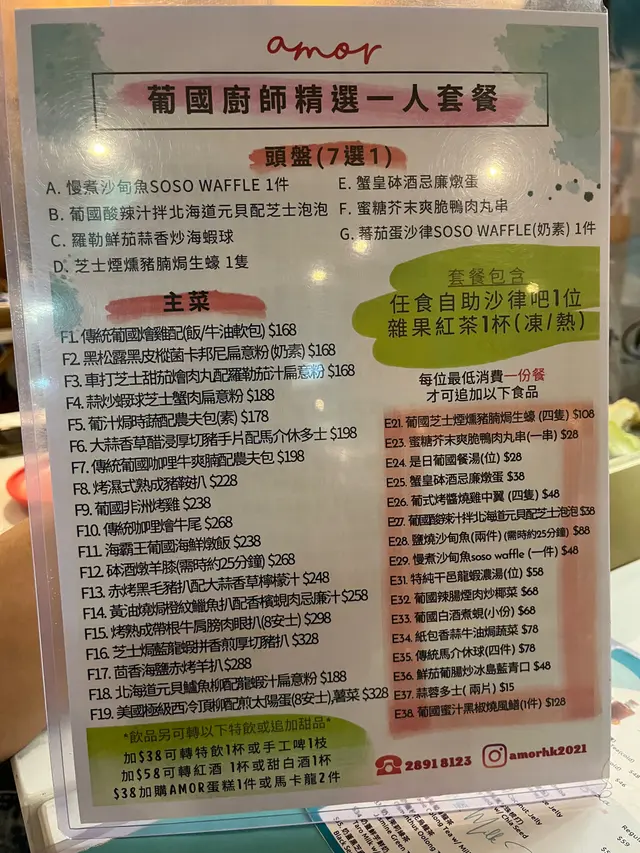 amor
葡國廚師精選一人套餐
頭盤(7選1)
A. 慢煮沙甸魚SOSO WAFFLE 1件
B. 葡國酸辣汁拌北海道元貝配芝士泡泡
C. 羅勒鮮茄蒜香炒海蝦球
D. 芝士煙燻豬腩焗生蠔 1隻
E. 蟹皇砵酒忌廉燉蛋
F. 蜜糖芥末爽脆鴨肉丸串
G. 蕃茄蛋沙律SOSO WAFFLE(奶素) 1件
套餐包含
任食自助沙律吧1位
雜果紅茶1杯(凍/熱)
主菜
F1. 傳統葡國燴雞配(飯/牛油軟包) $168
F2. 黑松露黑皮樅菌卡邦尼扁意粉(奶素) $168
F3. 車打芝士甜茄燴肉丸配羅勒茄汁扁意粉 $168
F4. 蒜炒蝦球芝士蟹肉扁意粉 $188
F5. 葡汁焗時蔬配農夫包(素) $178
F6. 大蒜香草醋浸厚切豬手片配馬介休多士 $198
F7. 傳統葡國咖哩牛爽腩配農夫包 $198
F8. 烤濕式熟成豬鞍扒 $228
F9. 葡國非洲烤雞 $238
F10. 傳統咖哩燴牛尾 $268
F11. 海霸王葡國海鮮燉飯 $238
F12. 砵酒燉羊膝(需時約25分鐘) $268
F13. 赤烤黑毛豬扒配大蒜香草檸檬汁 $248
F14. 黃油燒焗橙紋鱲魚扒配香檳蜆肉忌廉汁 $258
F15. 烤熟成帶根牛肩膀肉眼扒(8安士) $298
F16. 芝士焗藍龍蝦拼香煎厚切豬扒 $328
F17. 茴香海鹽赤烤羊扒 $288
F18. 北海道元貝鱸魚柳配龍蝦汁扁意粉 $188
F19. 美國極級西冷頂柳配煎太陽蛋(8安士),薯菜 $328
每位最低消費一份餐
才可追加以下食品
E21. 葡國芝士煙燻豬腩焗生蠔 (四隻) $108
E23. 蜜糖芥末爽脆鴨肉丸串(一串) $28
E24. 是日葡國餐湯(位) $28
E25. 蟹皇砵酒忌廉燉蛋 $38
E26. 葡式烤醬燒雞中翼 (四隻) $48
E27. 葡國酸辣汁拌北海道元貝配芝士泡泡 $38
E28. 鹽燒沙甸魚(兩件) (需時約25分鐘) $88
E29. 慢煮沙甸魚soso waffle (一件) $48
E31. 特純干邑龍蝦濃湯(位) $58
E32. 葡國辣腸煙肉炒椰菜 $68
E33. 葡國白酒煮蜆(小份) $68
E34. 紙包香蒜牛油焗蔬菜 $78
E35. 傳統馬介休球(四件) $78
E36. 鮮茄葡腸炒冰島藍青口 $48
E37. 蒜蓉多士( 兩片) $15
E38. 葡國蜜汁黑椒燒風鱔(1件) $128
*飲品另可轉以下特飲或追加甜品*
加$38可轉特飲1杯或手工啤1枝
加$58可轉紅酒 1杯或甜白酒1杯
$38加購AMOR蛋糕1件或馬卡龍2件
2891 8123
amorhk2021